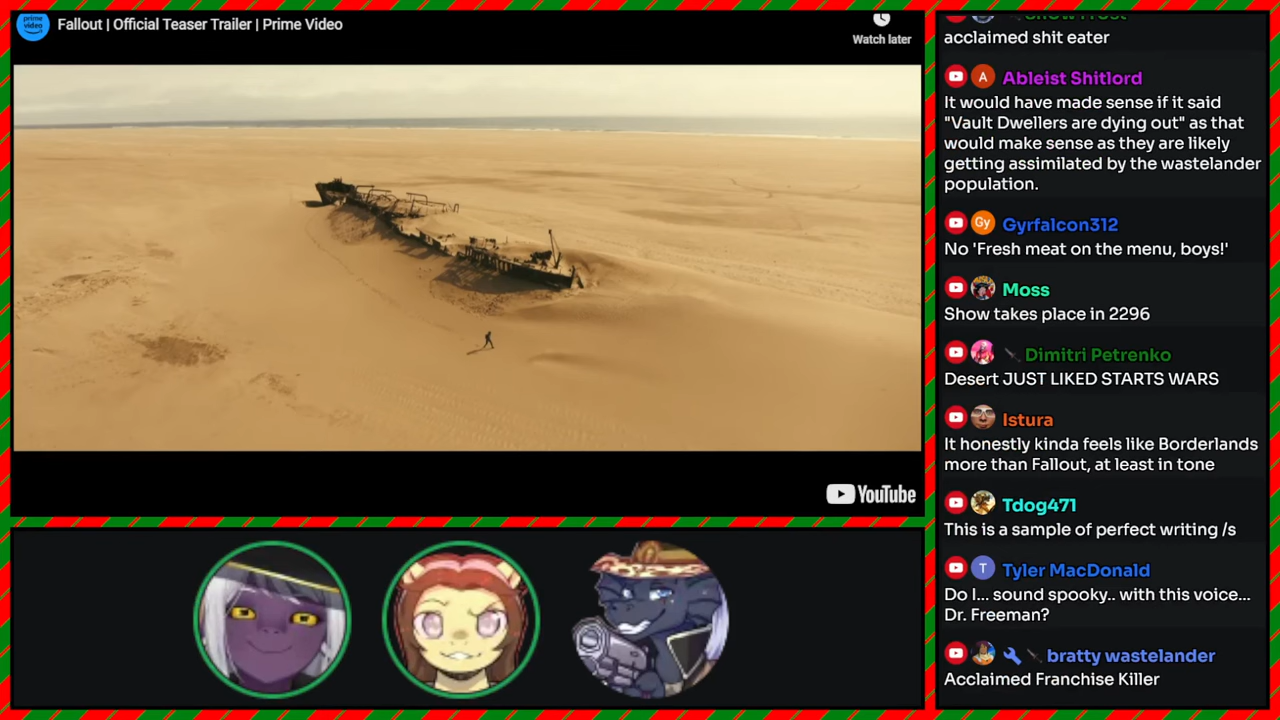 prime
video
Fallout | Official Teaser Trailer | Prime Video
Watch later
YouTube
acclaimed shit eater
A
Ableist Shitlord
It would have made sense if it said
"Vault Dwellers are dying out" as that
would make sense as they are likely
getting assimilated by the wastelander
population.
Gy
Gyrfalcon312
No 'Fresh meat on the menu, boys!'
Moss
Show takes place in 2296
Dimitri Petrenko
Desert JUST LIKED STARTS WARS
Istura
It honestly kinda feels like Borderlands
more than Fallout, at least in tone
Tdog471
This is a sample of perfect writing /s
T
Tyler MacDonald
Do I... sound spooky.. with this voice...
Dr. Freeman?
bratty wastelander
Acclaimed Franchise Killer